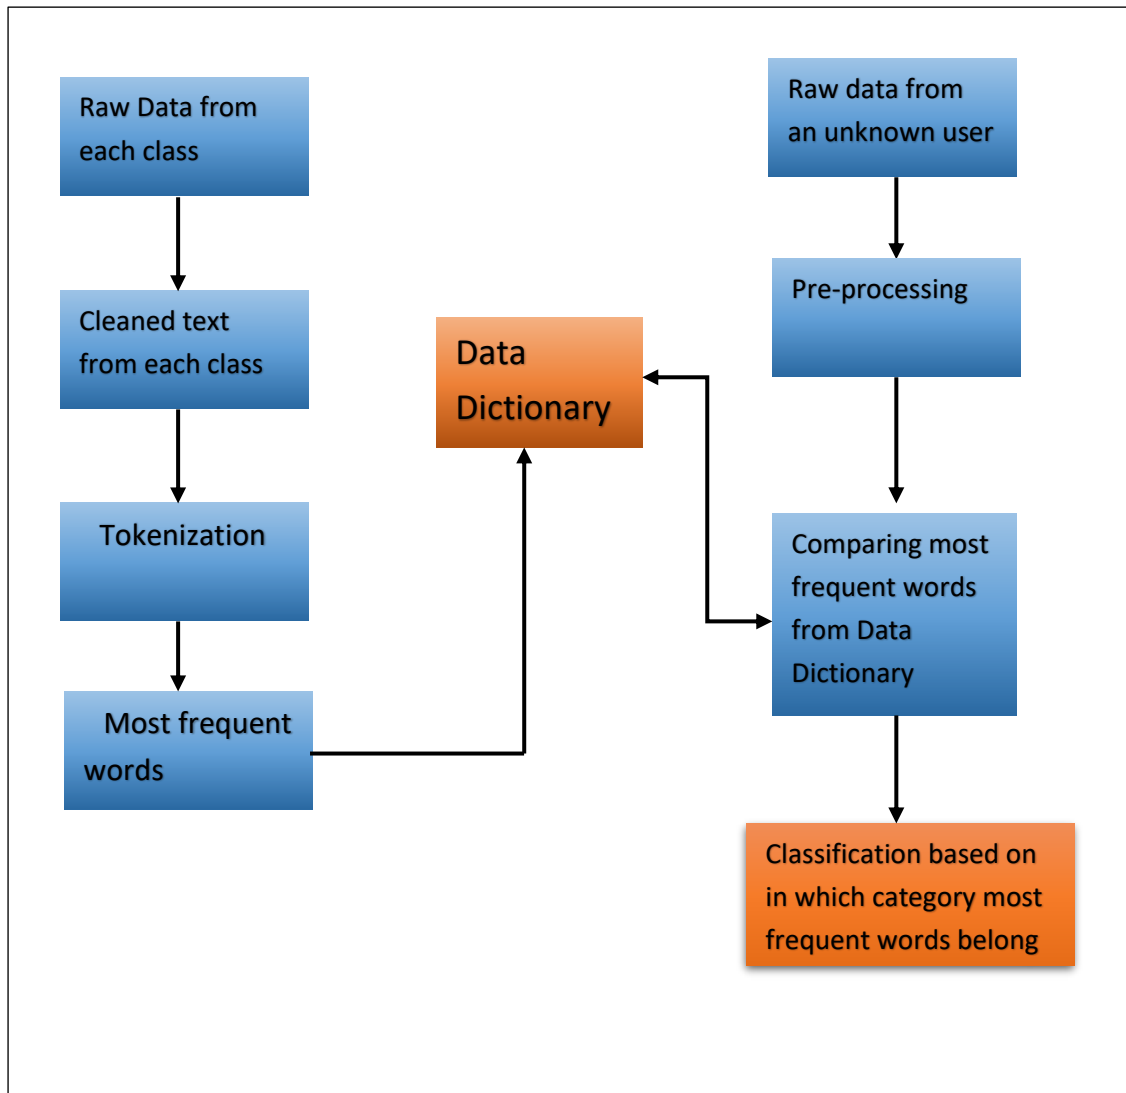 Raw Data from
each class
Cleaned text
from each class
Tokenization
Most frequent
words
Data
Dictionary
Raw data from
an unknown user
Pre-processing
Comparing most
frequent words
from Data
Dictionary
Classification based on
in which category most
frequent words belong